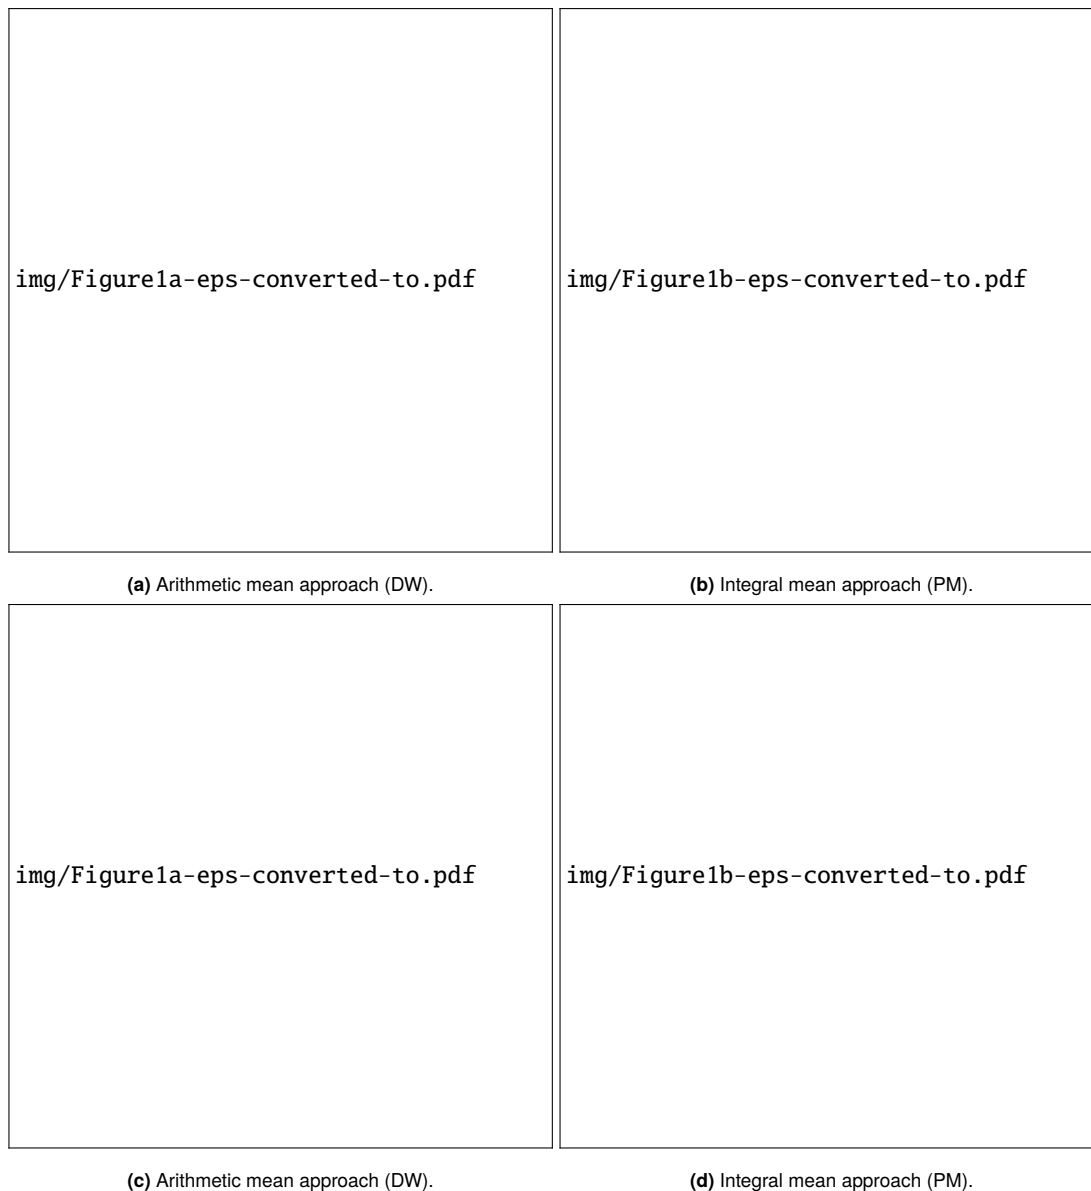 img/Figure1a-eps-converted-to.pdf
img/Figure1b-eps-converted-to.pdf
(a) Arithmetic mean approach (DW).
(b) Integral mean approach (PM).
img/Figure1a-eps-converted-to.pdf
img/Figure1b-eps-converted-to.pdf
(c) Arithmetic mean approach (DW).
(d) Integral mean approach (PM).